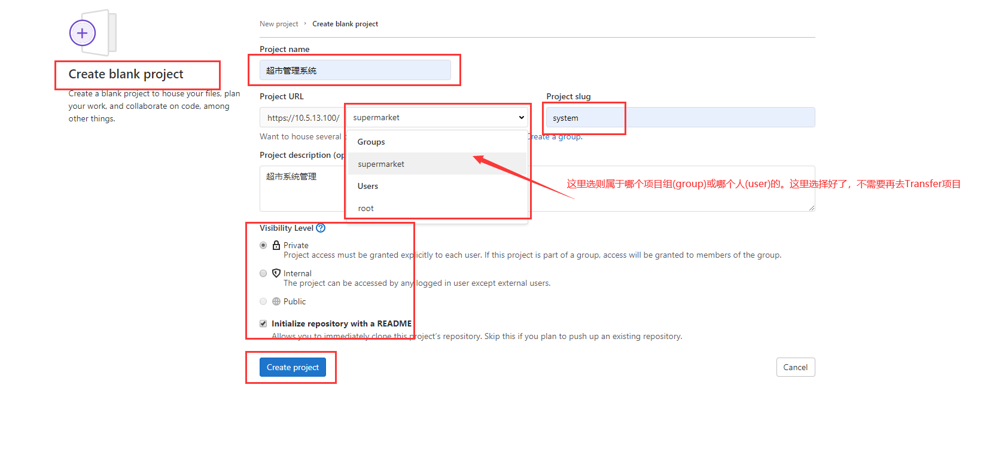 New project › Create blank project
Create blank project
Create a blank project to house your files, plan
your work, and collaborate on code, among
other things.
Project name
超市管理系统
Project URL
Project slug
https://10.5.13.100/
supermarket
system
Want to house several
Create a group.
Groups
supermarket
Users
root
Project description (op
超市系统管理
这里选则属于哪个项目组(group)或哪个人(user)的。这里选择好了，不需要再去Transfer项目
Visibility Level
Private
Project access must be granted explicitly to each user. If this project is part of a group, access will be granted to members of the group.
Internal
The project can be accessed by any logged in user except external users.
Public
Initialize repository with a README
Allows you to immediately clone this project's repository. Skip this if you plan to push up an existing repository.
Create project
Cancel